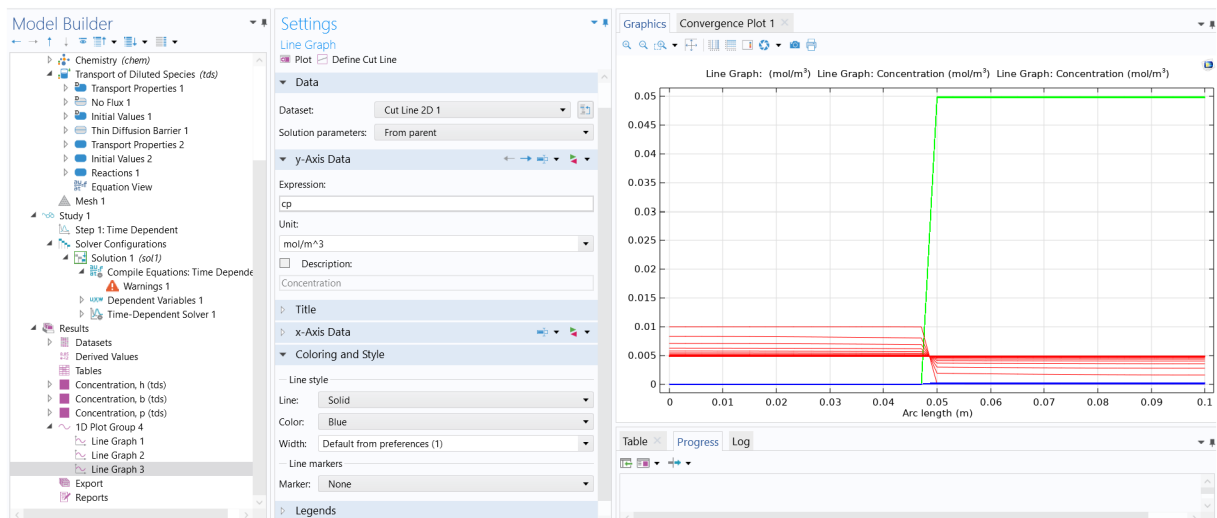 Model Builder
Chemistry (chem)
Transport of Diluted Species (tds)
Transport Properties 1
No Flux 1
Initial Values 1
Thin Diffusion Barrier 1
Transport Properties 2
Initial Values 2
Reactions 1
Equation View
Mesh 1
Study 1
Step 1: Time Dependent
Solver Configurations
Solution 1 (sol1)
Compile Equations: Time Depende
Warnings 1
Dependent Variables 1
Time-Dependent Solver 1
Results
Datasets
Derived Values
Tables
Concentration, h (tds)
Concentration, b (tds)
Concentration, p (tds)
1D Plot Group 4
Line Graph 1
Line Graph 2
Line Graph 3
Export
Reports
Settings
Line Graph
Plot Define Cut Line
Data
Dataset: Cut Line 2D 1
Solution parameters: From parent
y-Axis Data
Expression:
cp
Unit:
mol/m^3
Description:
Concentration
Title
x-Axis Data
Coloring and Style
Line style
Line: Solid
Color: Blue
Width: Default from preferences (1)
Line markers
Marker: None
Legends
Graphics Convergence Plot 1
Line Graph: (mol/m³) Line Graph: Concentration (mol/m³) Line Graph: Concentration (mol/m³)
0.05
0.045
0.04
0.035
0.03
0.025
0.02
0.015
0.01
0.005
0
0 0.01 0.02 0.03 0.04 0.05 0.06 0.07 0.08 0.09 0.1
Arc length (m)
Table Progress Log